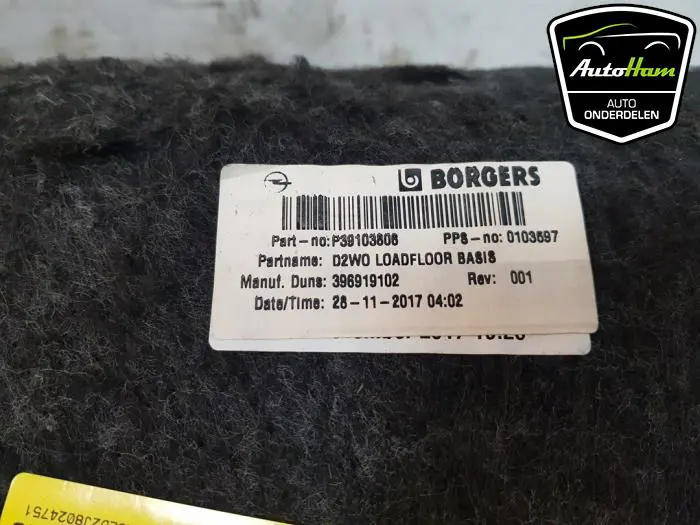 AutoHam
AUTO
ONDERDELEN
BORGERS
Part-no:P39103808 PPS-no: 0103597
Partname: D2WO LOADFLOOR BASIS
Manuf. Duns: 396919102 Rev: 001
Date/Time: 28-11-2017 04:02